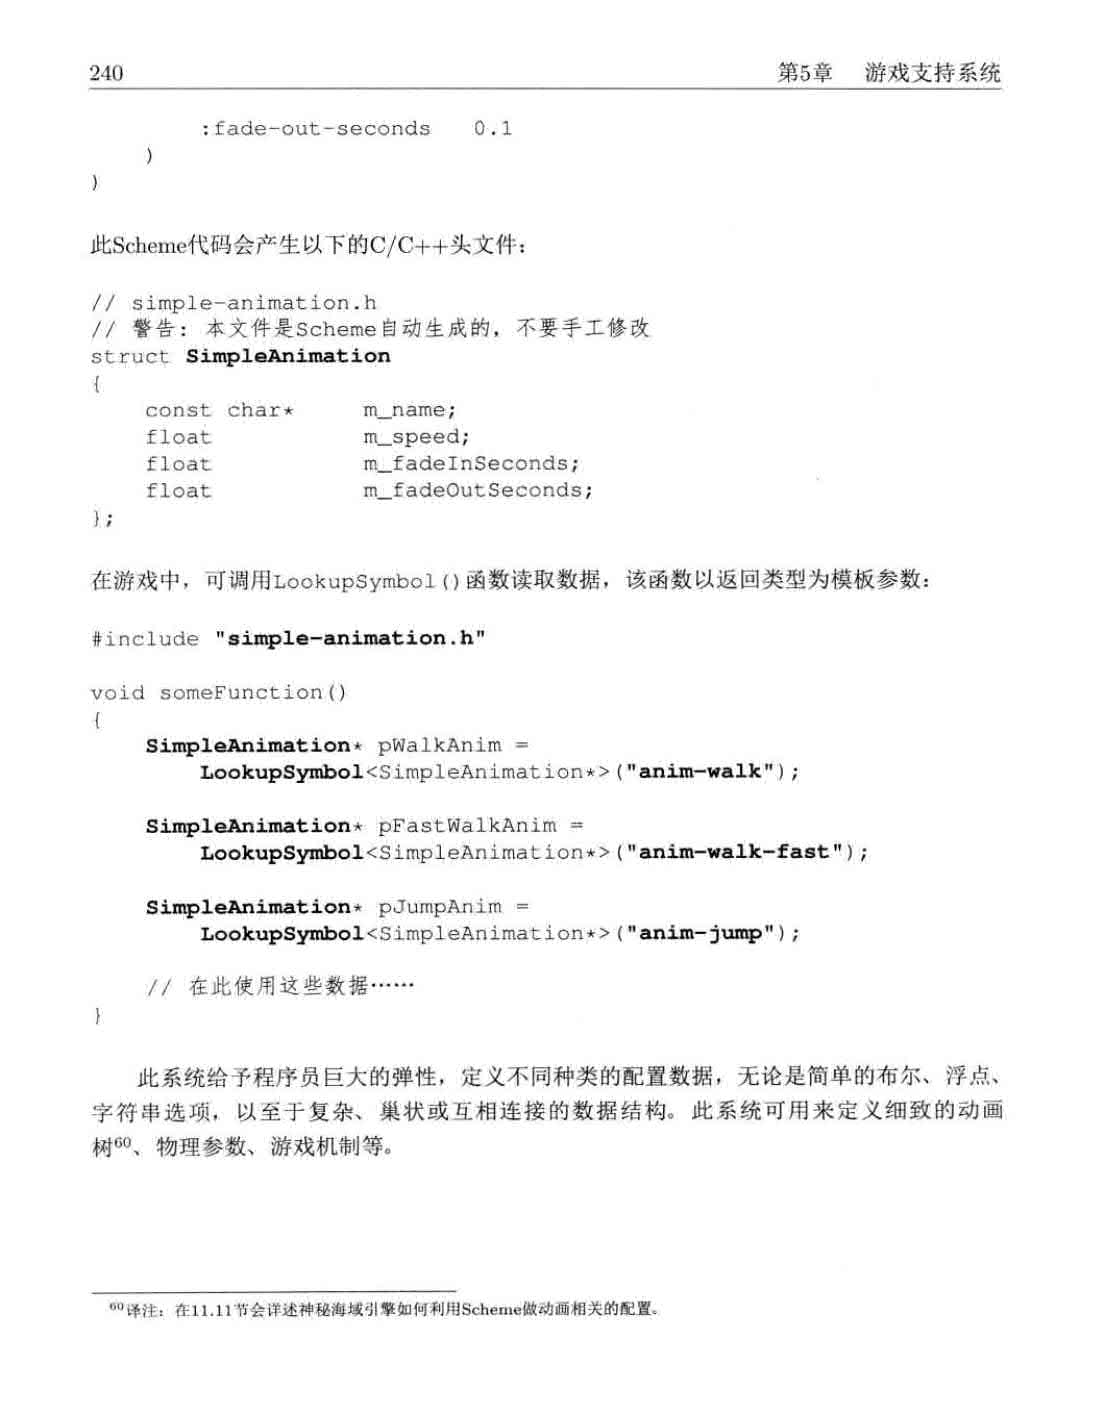 240 第5章 游戏支持系统
:fade-out-seconds 0.1
)
)
此Scheme代码会产生以下的C/C++头文件：
// simple-animation.h
// 警告：本文件是Scheme自动生成的，不要手工修改
struct SimpleAnimation
{
const char* m_name;
float m_speed;
float m_fadeInSeconds;
float m_fadeOutSeconds;
};
在游戏中，可调用LookupSymbol()函数读取数据，该函数以返回类型为模板参数：
#include "simple-animation.h"
void someFunction()
{
SimpleAnimation* pWalkAnim =
LookupSymbol<SimpleAnimation*>("anim-walk");
SimpleAnimation* pFastWalkAnim =
LookupSymbol<SimpleAnimation*>("anim-walk-fast");
SimpleAnimation* pJumpAnim =
LookupSymbol<SimpleAnimation*>("anim-jump");
// 在此使用这些数据……
}
此系统给予程序员巨大的弹性，定义不同种类的配置数据，无论是简单的布尔、浮点、
字符串选项，以至于复杂、巢状或互相连接的数据结构。此系统可用来定义细致的动画
树60、物理参数、游戏机制等。
60译注：在11.11节会详述神秘海域引擎如何利用Scheme做动画相关的配置。